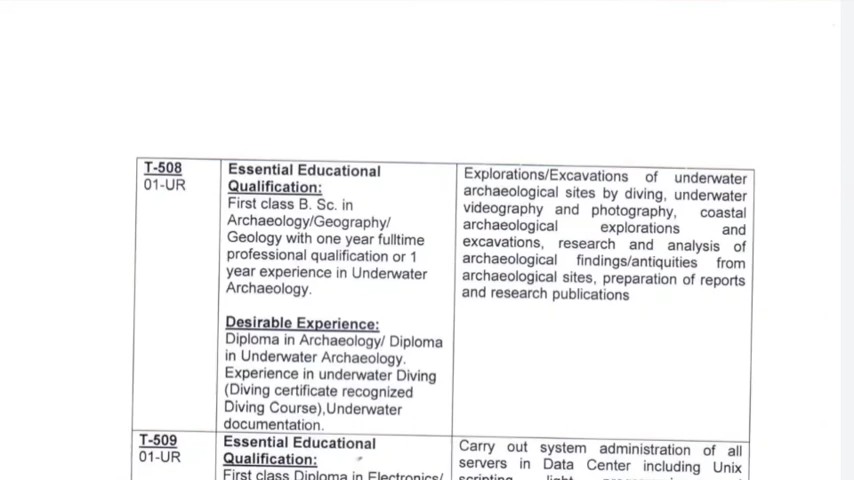 T-508
01-UR
Essential Educational
Qualification:
First class B. Sc. in
Archaeology/Geography/
Geology with one year fulltime
professional qualification or 1
year experience in Underwater
Archaeology.
Desirable Experience:
Diploma in Archaeology/ Diploma
in Underwater Archaeology.
Experience in underwater Diving
(Diving certificate recognized
Diving Course),Underwater
documentation.
Explorations/Excavations of underwater
archaeological sites by diving, underwater
videography and photography, coastal
archaeological explorations and
excavations, research and analysis of
archaeological findings/antiquities from
archaeological sites, preparation of reports
and research publications
T-509
01-UR
Essential Educational
Qualification:
First class Diploma in Electronics/
Carry out system administration of all
servers in Data Center including Unix
scripting, light